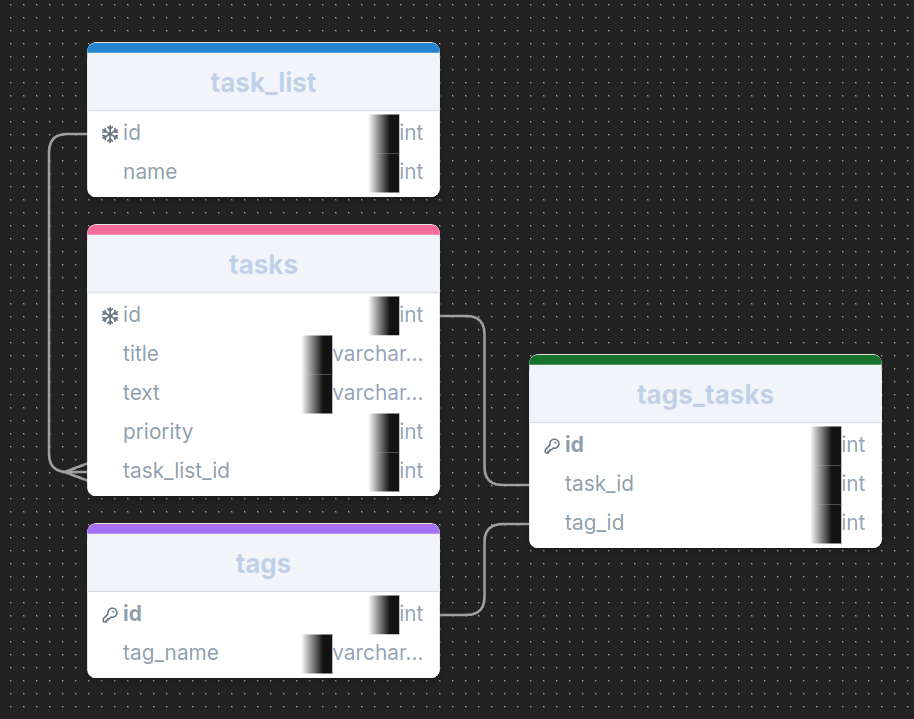 task_list
id int
name int
tasks
id int
title varchar...
text varchar...
priority int
task_list_id int
tags_tasks
id int
task_id int
tag_id int
tags
id int
tag_name varchar...